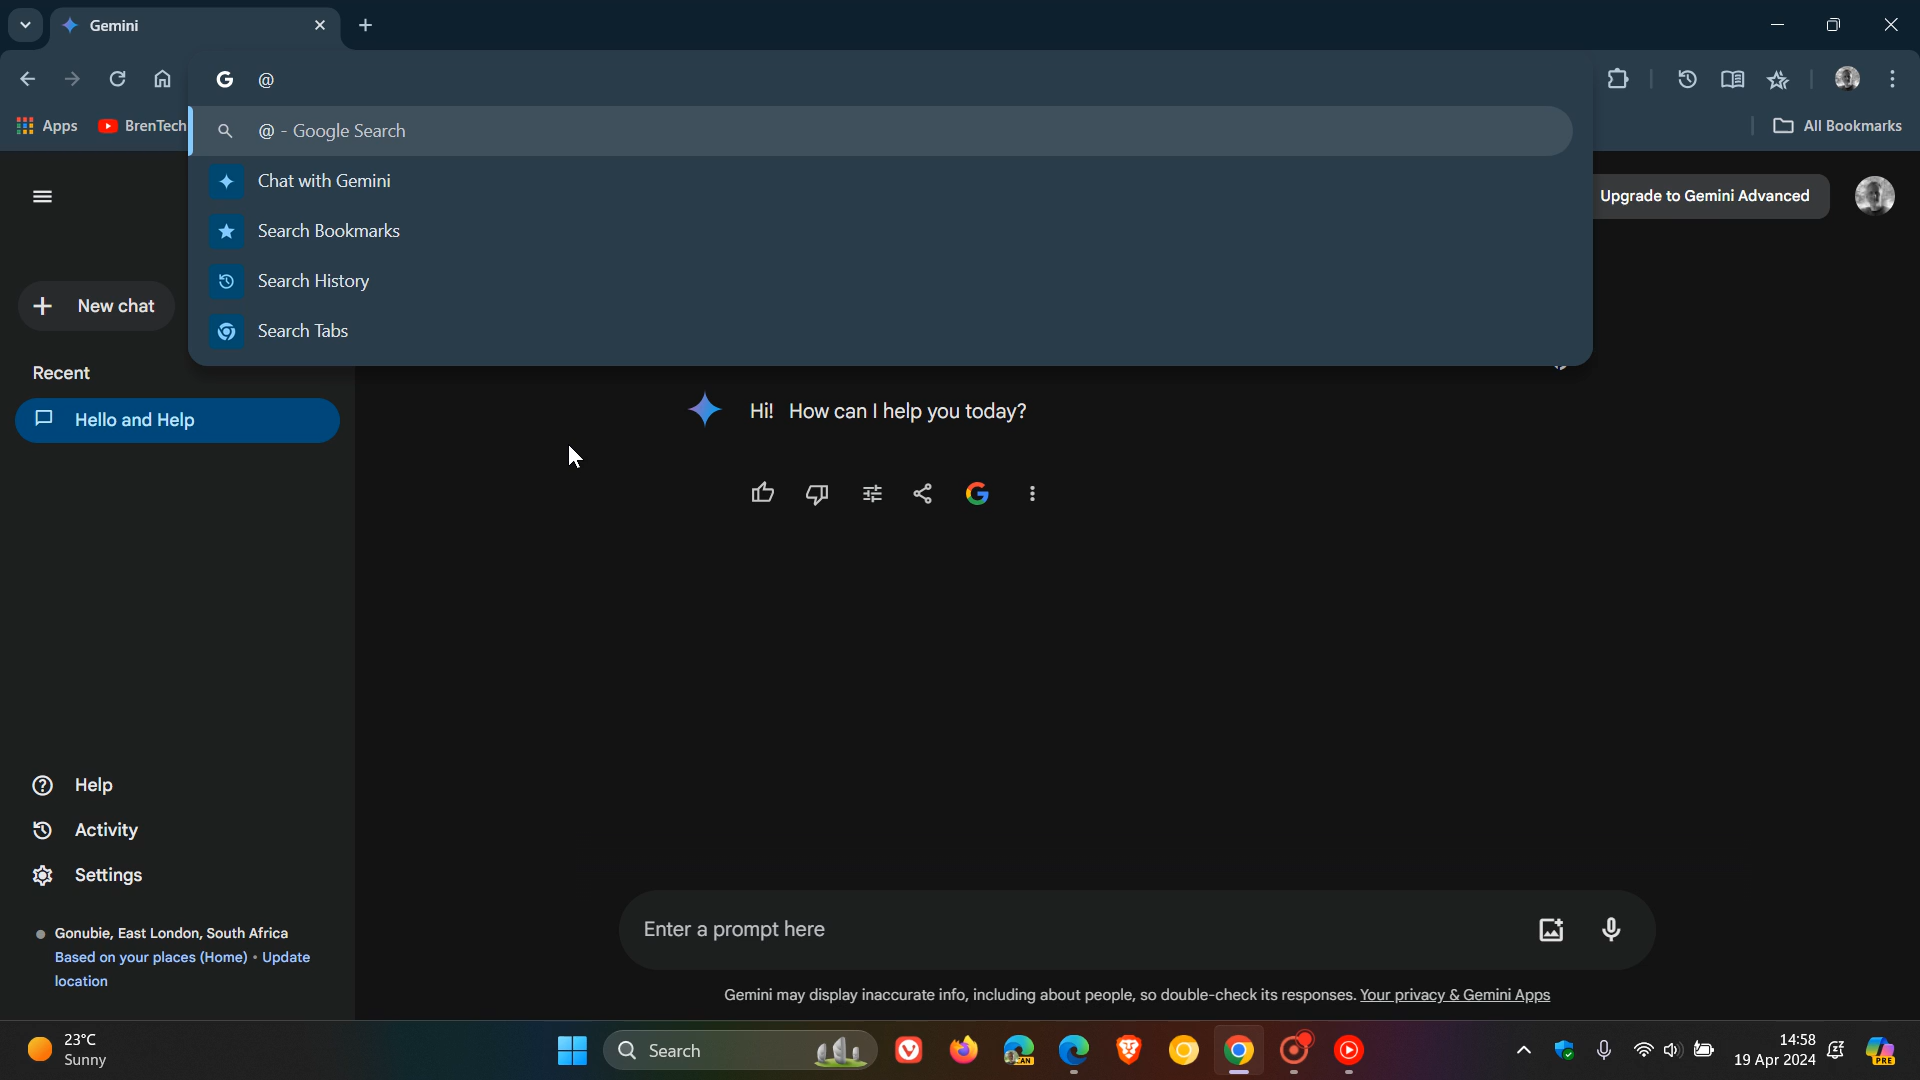 Gemini
@
@ - Google Search
Chat with Gemini
Search Bookmarks
Search History
Search Tabs
Apps
BrenTech
All Bookmarks
Upgrade to Gemini Advanced
New chat
Recent
Hello and Help
Hi! How can I help you today?
Help
Activity
Settings
Gonubie, East London, South Africa
Based on your places (Home) • Update
location
Enter a prompt here
Gemini may display inaccurate info, including about people, so double-check its responses. Your privacy & Gemini Apps
23°C
Sunny
Search
CAN
14:58
19 Apr 2024
PRE